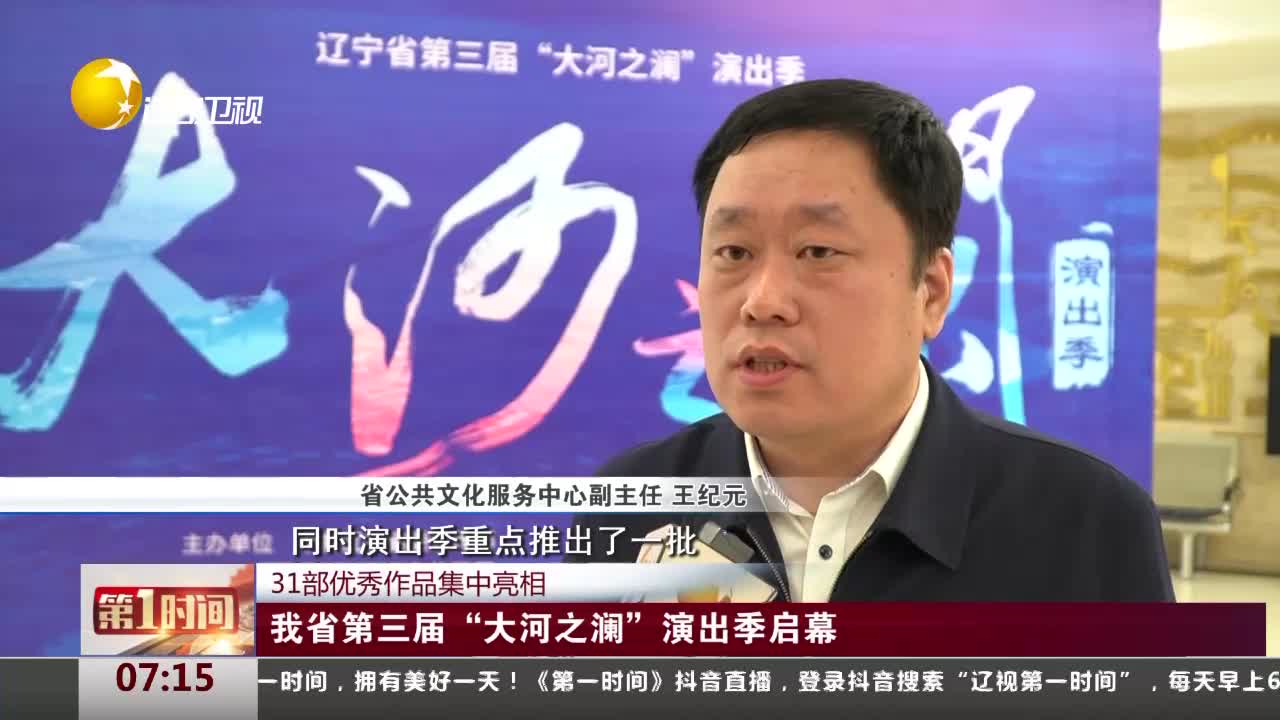 辽宁省第三届“大河之澜”演出季
辽宁卫视
大河之澜
演出季
省公共文化服务中心副主任 王纪元
主办单位
同时演出季重点推出了一批
31部优秀作品集中亮相
第1时间
我省第三届“大河之澜”演出季启幕
07:15
一时间，拥有美好一天！《第一时间》抖音直播，登录抖音搜索“辽视第一时间”，每天早上6